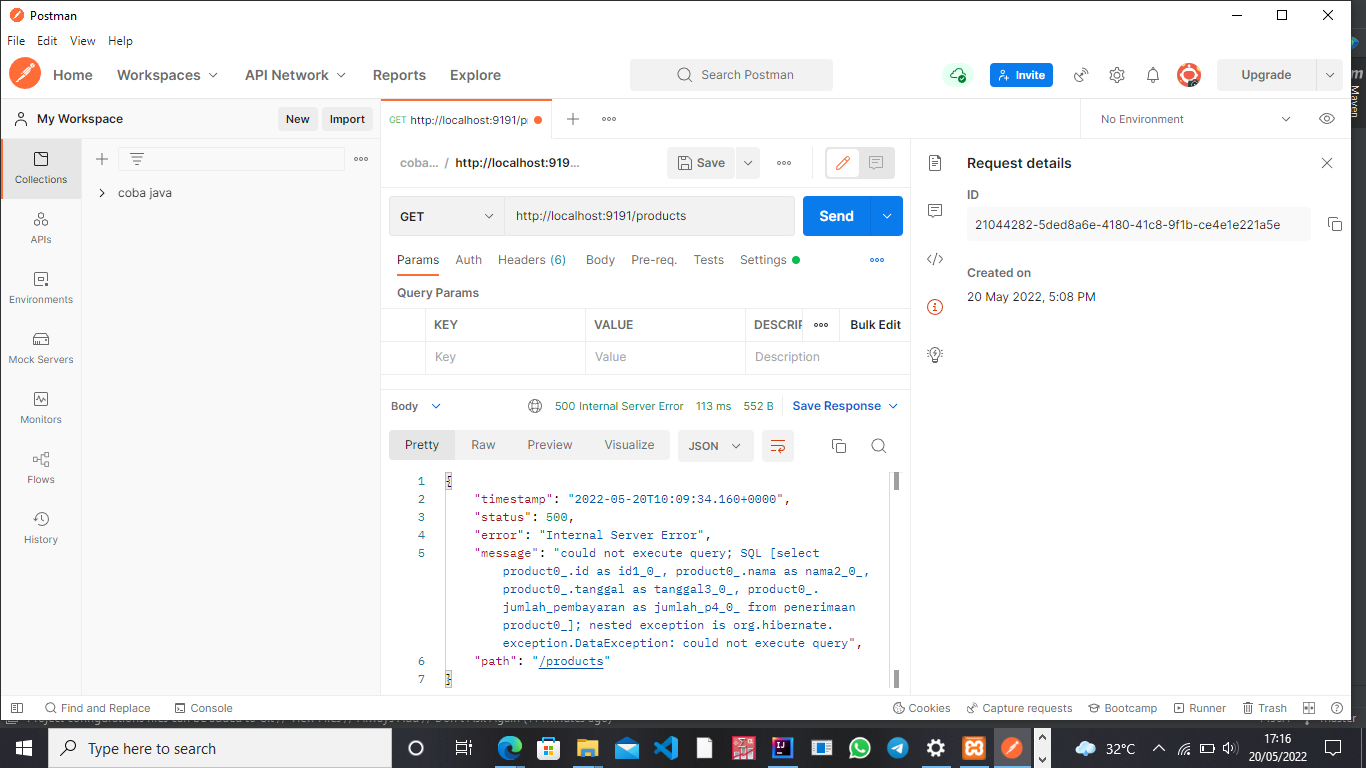 Postman
File Edit View Help
Home Workspaces API Network Reports Explore Search Postman Invite Upgrade
My Workspace New Import GET http://localhost:9191/p No Environment
Collections
APIs
Environments
Mock Servers
Monitors
Flows
History
coba java
coba... / http://localhost:919... Save
GET http://localhost:9191/products Send
Params Auth Headers (6) Body Pre-req. Tests Settings
Query Params
KEY VALUE DESCRIP Bulk Edit
Key Value Description
Body 500 Internal Server Error 113 ms 552 B Save Response
Pretty Raw Preview Visualize JSON
1 {
2 "timestamp": "2022-05-20T10:09:34.160+0000",
3 "status": 500,
4 "error": "Internal Server Error",
5 "message": "could not execute query; SQL [select
product0_.id as id1_0_, product0_.nama as nama2_0_,
product0_.tanggal as tanggal3_0_, product0_.
jumlah_pembayaran as jumlah_p4_0_ from penerimaan
product0_]; nested exception is org.hibernate.
exception.DataException: could not execute query",
6 "path": "/products"
7 }
Request details
ID
21044282-5ded8a6e-4180-41c8-9f1b-ce4e1e221a5e
Created on
20 May 2022, 5:08 PM
Maven
Find and Replace Console Cookies Capture requests Bootcamp Runner Trash
Type here to search
32°C
17:16
20/05/2022